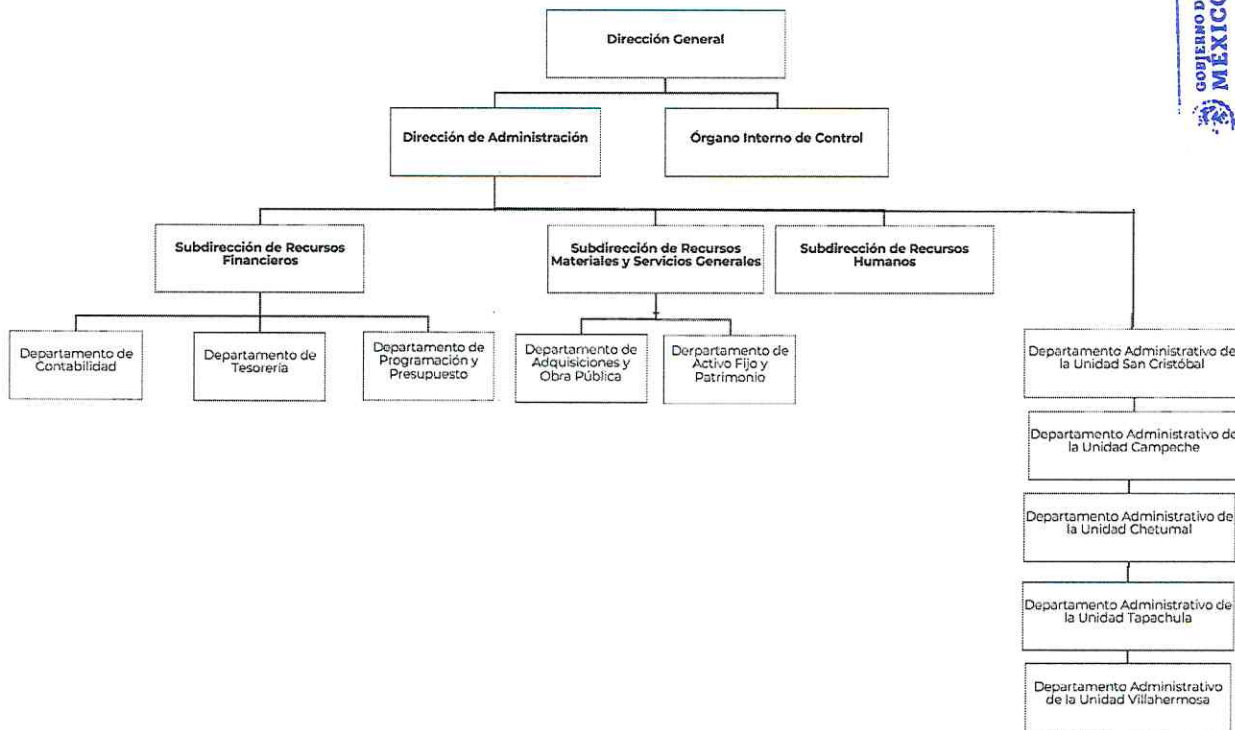 Dirección General
GOBIERNO D
MÉXICO
Dirección de Administración
Órgano Interno de Control
Subdirección de Recursos
Financieros
Subdirección de Recursos
Materiales y Servicios Generales
Subdirección de Recursos
Humanos
Departamento de
Contabilidad
Departamento de
Tesorería
Departamento de
Programación y
Presupuesto
Departamento de
Adquisiciones y
Obra Pública
Derpartamento de
Activo Fijo y
Patrimonio
Departamento Administrativo de
la Unidad San Cristóbal
Departamento Administrativo de
la Unidad Campeche
Departamento Administrativo de
la Unidad Chetumal
Departamento Administrativo de
la Unidad Tapachula
Departamento Administrativo
de la Unidad Villahermosa